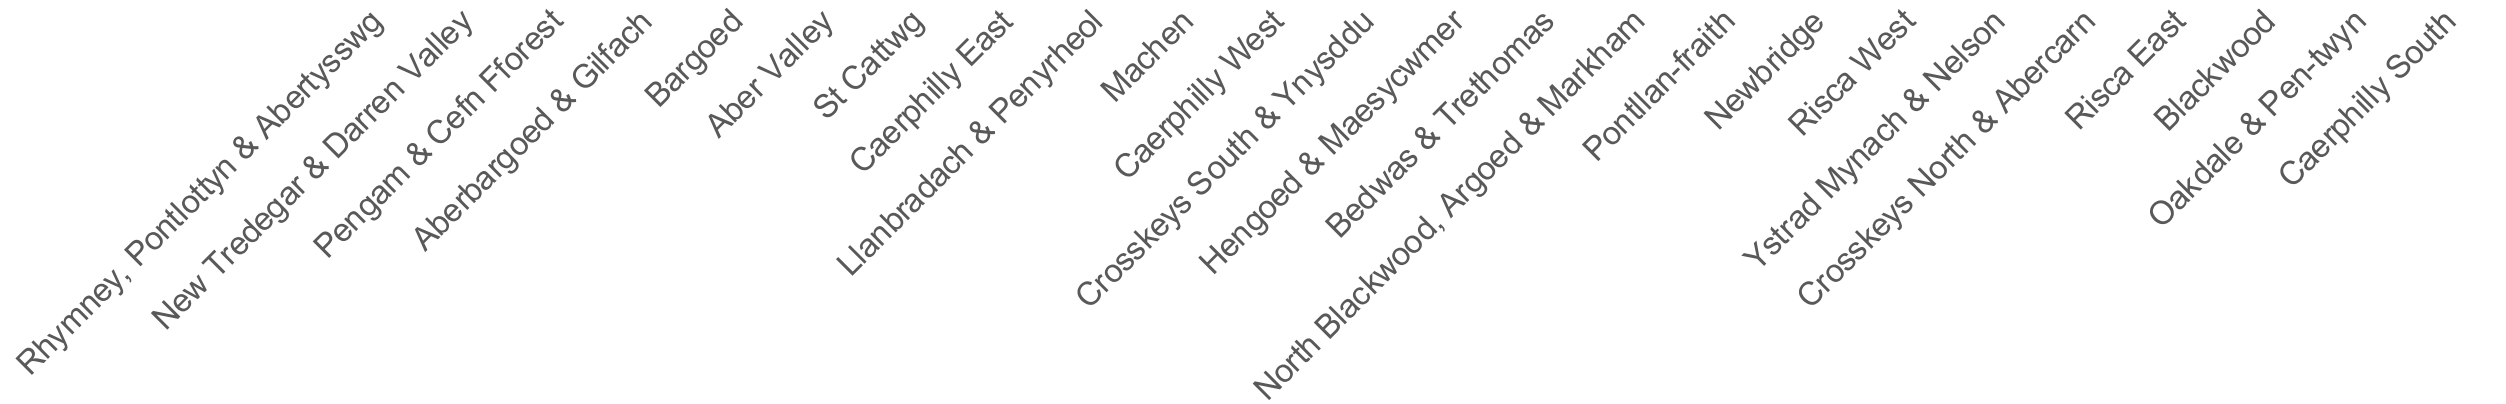 Rhymney, Pontlottyn & Abertysswg
New Tredegar & Darren Valley
Pengam & Cefn Fforest
Aberbargoed & Gilfach
Bargoed
Aber Valley
St Cattwg
Caerphilly East
Llanbradach & Penyrheol
Machen
Caerphilly West
Crosskeys South & Ynysddu
Hengoed & Maesycwmer
Bedwas & Trethomas
North Blackwood, Argoed & Markham
Pontllan-fraith
Newbridge
Risca West
Ystrad Mynach & Nelson
Crosskeys North & Abercarn
Risca East
Blackwood
Oakdale & Pen-twyn
Caerphilly South